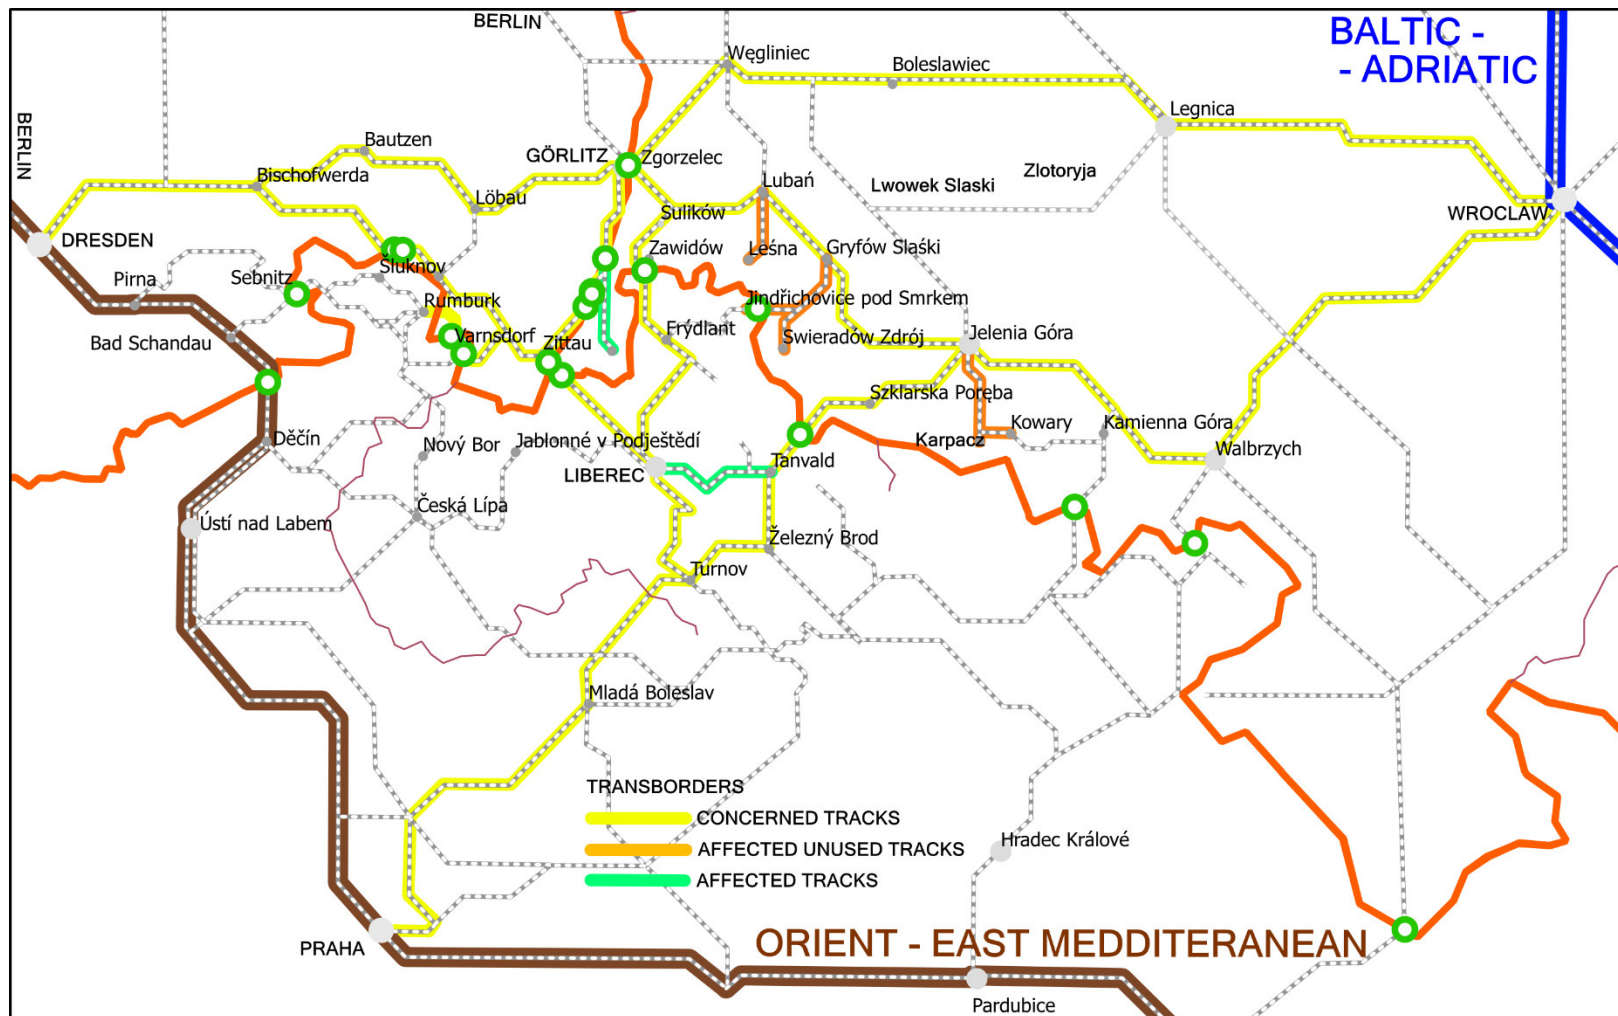 BERLIN
BALTIC -
- ADRIATIC
Węgliniec
Boleslawiec
Legnica
BERLIN
Bautzen
GÖRLITZ
Zgorzelec
Bischofwerda
Löbau
Lubań
Lwowek Slaski
Zlotoryja
WROCLAW
Sulików
DRESDEN
Zawidów
Leśna
Gryfów Slaśki
Pirna
Sebnitz
Šluknov
Rumburk
Jindřichovice pod Smrkem
Bad Schandau
Varnsdorf
Zittau
Frýdlant
Swieradów Zdrój
Jelenia Góra
Szklarska Poręba
Děčín
Nový Bor
Jablonné v Podještědí
Karpacz
Kowary
Kamienna Góra
Walbrzych
LIBEREC
Tanvald
Ústí nad Labem
Česká Lípa
Železný Brod
Turnov
Mladá Boleslav
TRANSBORDERS
CONCERNED TRACKS
AFFECTED UNUSED TRACKS
AFFECTED TRACKS
Hradec Králové
PRAHA
ORIENT - EAST MEDDITERANEAN
Pardubice